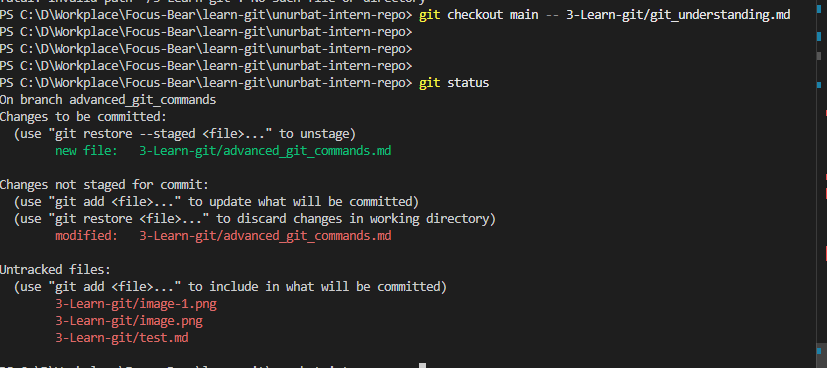 PS C:\D\Workplace\Focus-Bear\learn-git\unurbat-intern-repo> git checkout main -- 3-Learn-git/git_understanding.md
PS C:\D\Workplace\Focus-Bear\learn-git\unurbat-intern-repo>
PS C:\D\Workplace\Focus-Bear\learn-git\unurbat-intern-repo>
PS C:\D\Workplace\Focus-Bear\learn-git\unurbat-intern-repo>
PS C:\D\Workplace\Focus-Bear\learn-git\unurbat-intern-repo> git status
On branch advanced_git_commands
Changes to be committed:
  (use "git restore --staged <file>..." to unstage)
        new file:   3-Learn-git/advanced_git_commands.md

Changes not staged for commit:
  (use "git add <file>..." to update what will be committed)
  (use "git restore <file>..." to discard changes in working directory)
        modified:   3-Learn-git/advanced_git_commands.md

Untracked files:
  (use "git add <file>..." to include in what will be committed)
        3-Learn-git/image-1.png
        3-Learn-git/image.png
        3-Learn-git/test.md